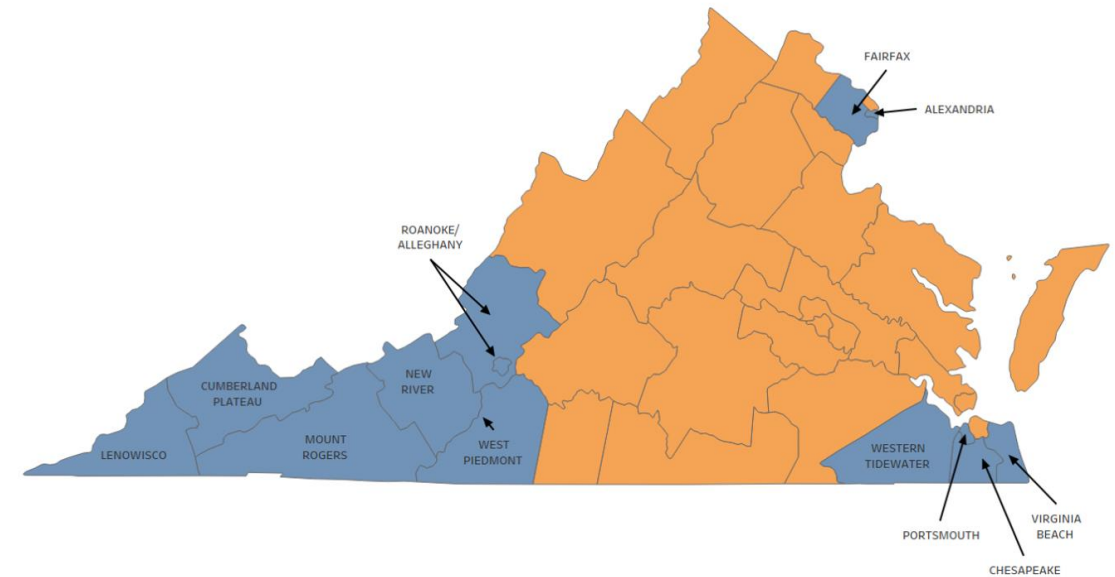 FAIRFAX
ALEXANDRIA
ROANOKE/
ALLEGHANY
CUMBERLAND
PLATEAU
NEW
RIVER
LENOWISCO
MOUNT
ROGERS
WEST
PIEDMONT
WESTERN
TIDEWATER
PORTSMOUTH
VIRGINIA
BEACH
CHESAPEAKE